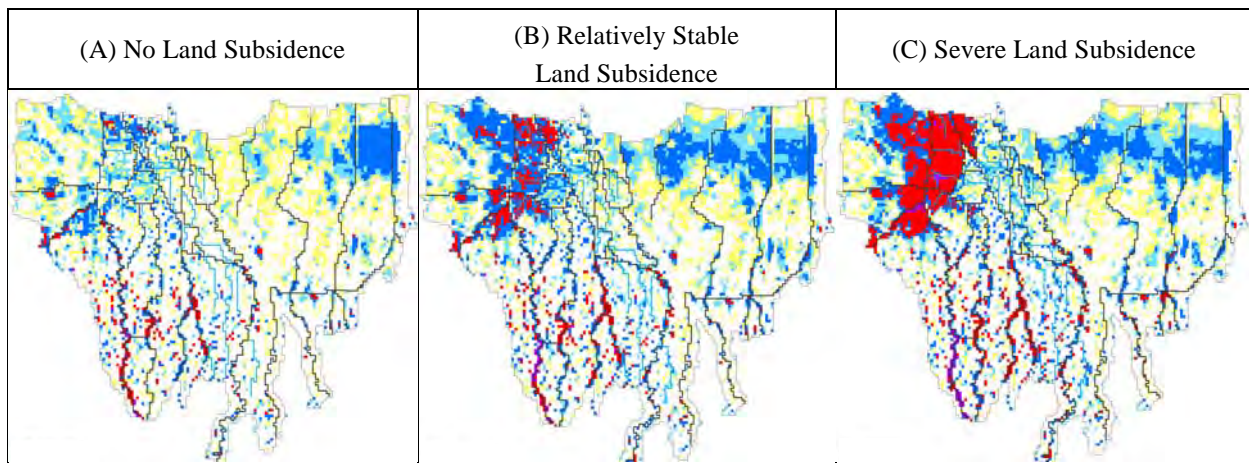 (A) No Land Subsidence
(B) Relatively Stable
Land Subsidence
(C) Severe Land Subsidence